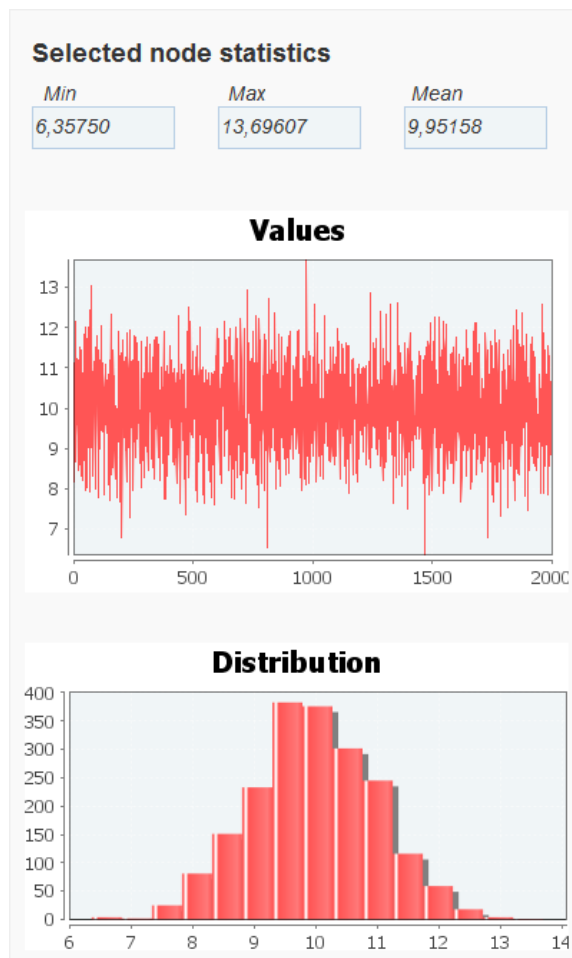 Selected node statistics
Min Max Mean
6,35750 13,69607 9,95158
Values
13
12
11
10
9
8
7
0 500 1000 1500 2000
Distribution
400
350
300
250
200
150
100
50
0
6 7 8 9 10 11 12 13 14